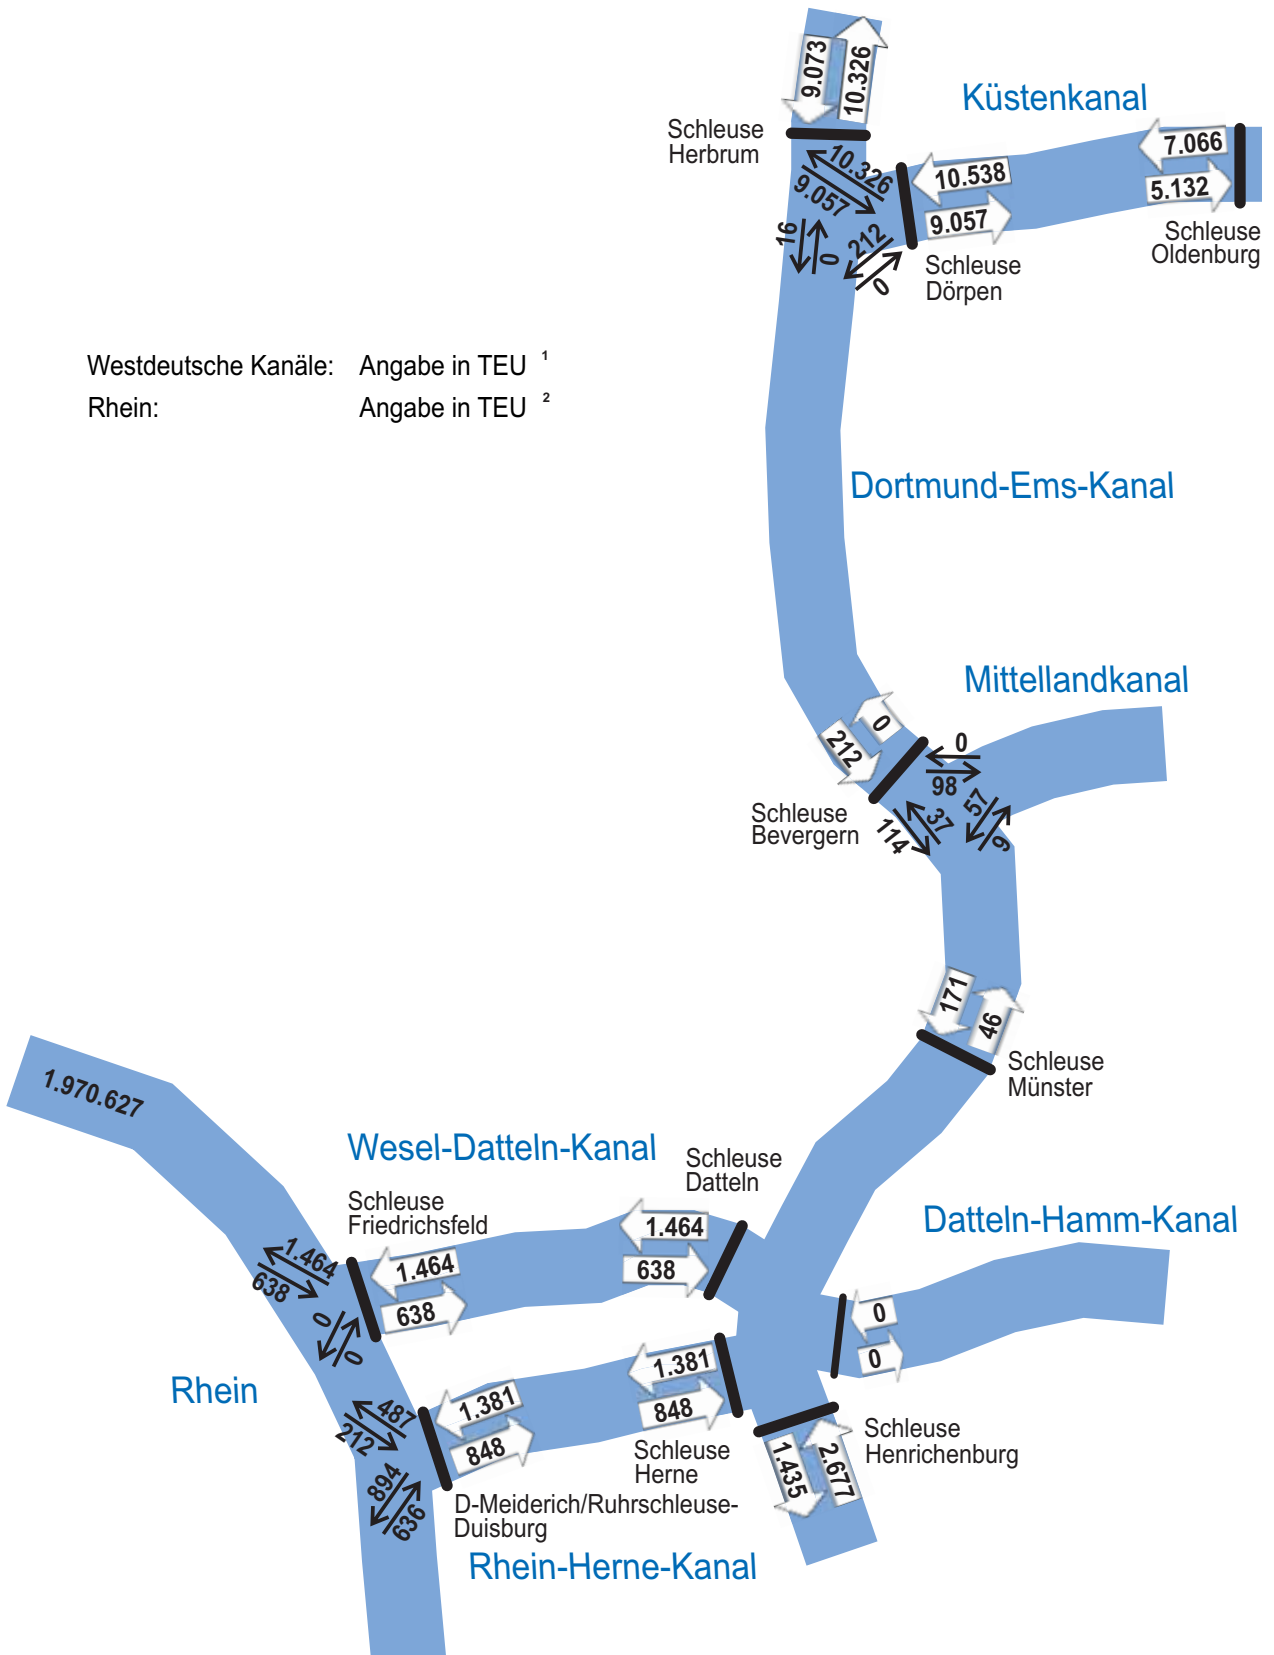 9.073
10.326
Küstenkanal
Schleuse
Herbrum
7.066
5.132
10.326
9.057
10.538
9.057
16
0
212
0
Schleuse
Dörpen
Schleuse
Oldenburg
Westdeutsche Kanäle: Angabe in TEU 1
Rhein: Angabe in TEU 2
Dortmund-Ems-Kanal
Mittellandkanal
0
212
0
98
57
9
37
114
Schleuse
Bevergern
171
46
Schleuse
Münster
1.970.627
Wesel-Datteln-Kanal
Schleuse
Datteln
Schleuse
Friedrichsfeld
Datteln-Hamm-Kanal
1.464
638
1.464
638
1.464
638
0
0
0
0
Rhein
1.381
848
1.381
848
487
212
894
636
Schleuse
Herne
Schleuse
Henrichenburg
1.435
2.677
D-Meiderich/Ruhrschleuse-
Duisburg
Rhein-Herne-Kanal